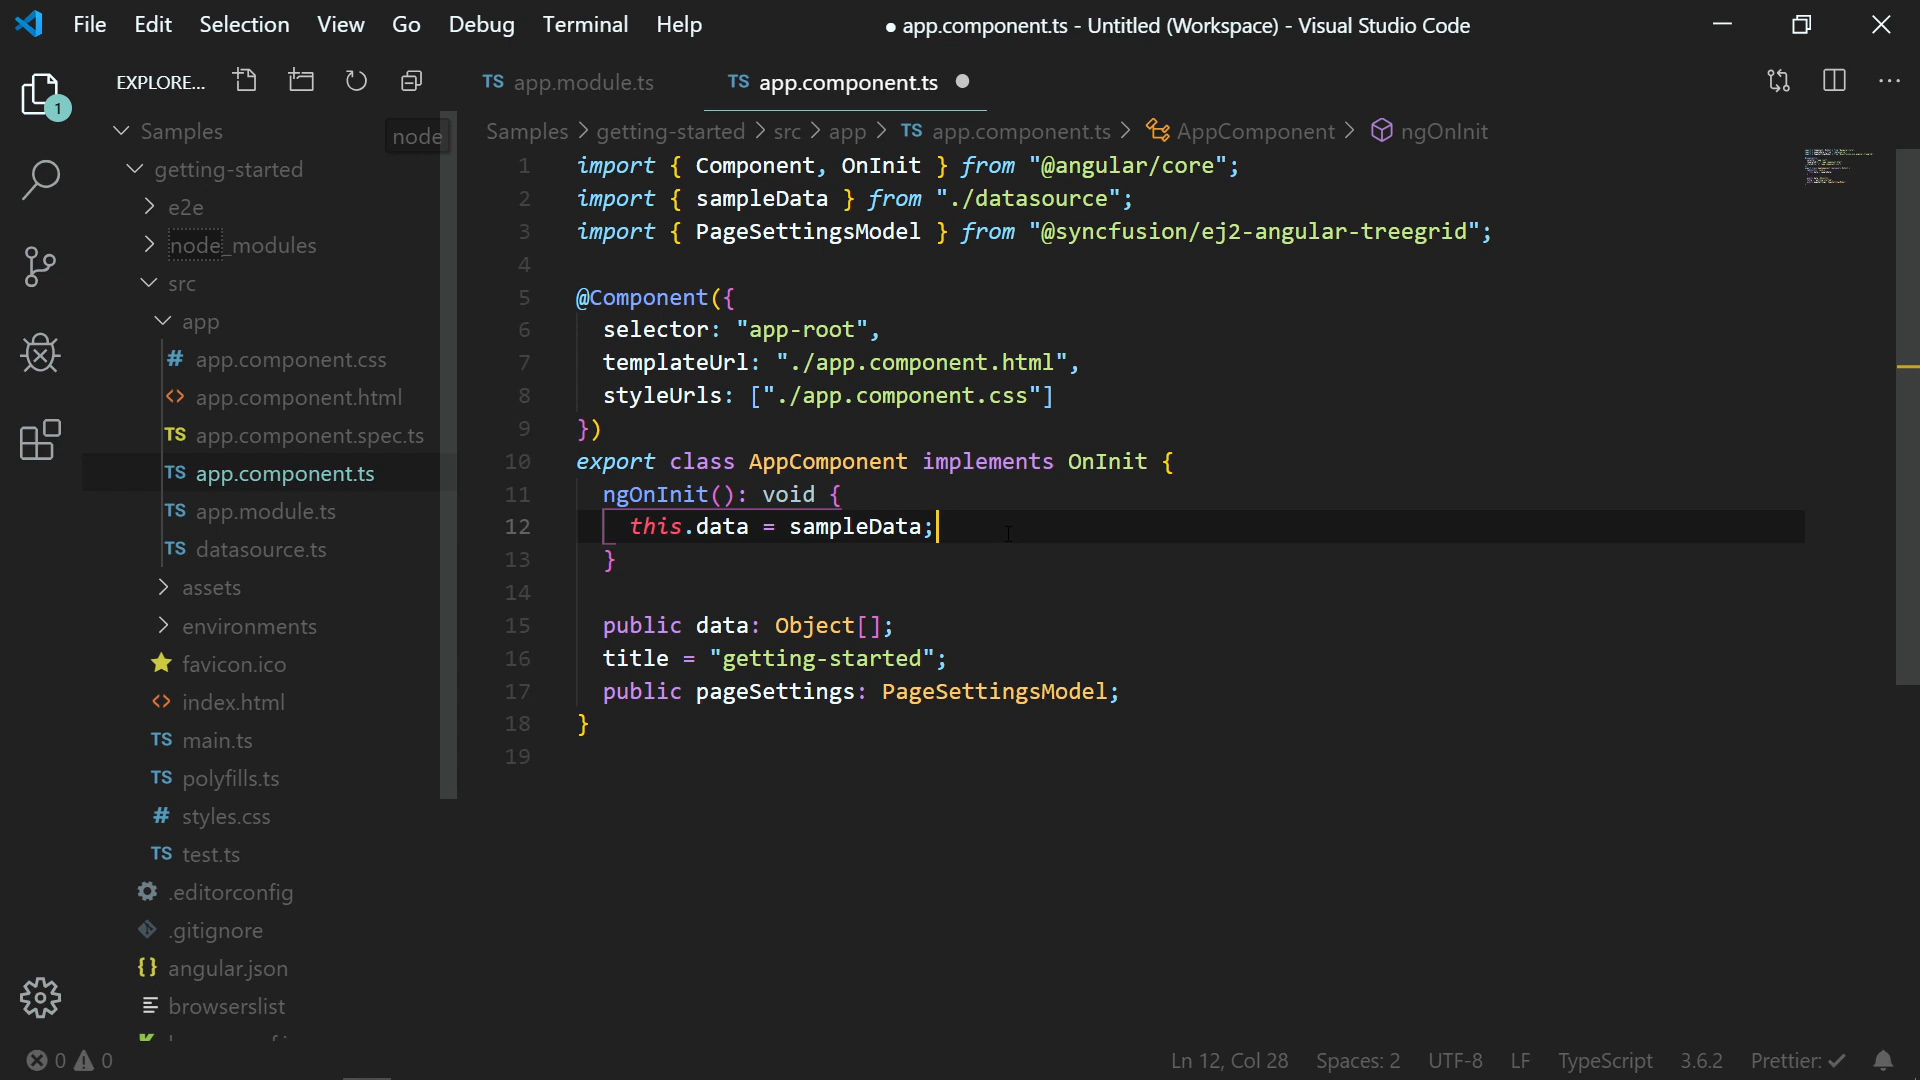 File Edit Selection View Go Debug Terminal Help
● app.component.ts - Untitled (Workspace) - Visual Studio Code
1
EXPLORE...
TS app.module.ts
TS app.component.ts
Samples
node
getting-started
e2e
node_modules
src
app
# app.component.css
<> app.component.html
TS app.component.spec.ts
TS app.component.ts
TS app.module.ts
TS datasource.ts
assets
environments
favicon.ico
<> index.html
TS main.ts
TS polyfills.ts
# styles.css
TS test.ts
.editorconfig
.gitignore
{} angular.json
browserslist
Samples > getting-started > src > app > TS app.component.ts > AppComponent > ngOnInit
1 import { Component, OnInit } from "@angular/core";
2 import { sampleData } from "./datasource";
3 import { PageSettingsModel } from "@syncfusion/ej2-angular-treegrid";
4
5 @Component({
6 selector: "app-root",
7 templateUrl: "./app.component.html",
8 styleUrls: ["./app.component.css"]
9 })
10 export class AppComponent implements OnInit {
11 ngOnInit(): void {
12 this.data = sampleData;
13 }
14
15 public data: Object[];
16 title = "getting-started";
17 public pageSettings: PageSettingsModel;
18 }
19
0 0
Ln 12, Col 28 Spaces: 2 UTF-8 LF TypeScript 3.6.2 Prettier: ✓